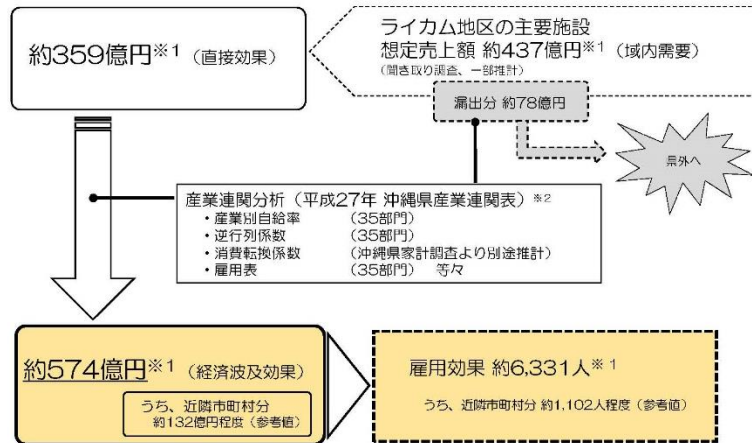 約359億円※1（直接効果）
ライカム地区の主要施設
想定売上額 約437億円※1（域内需要）
（聞き取り調査、一部推計）
漏出分 約78億円
県外へ
産業連関分析（平成27年 沖縄県産業連関表）※2
・産業別自給率 （35部門）
・逆行列係数 （35部門）
・消費転換係数 （沖縄県家計調査より別途推計）
・雇用表 （35部門） 等々
約574億円※1（経済波及効果）
うち、近隣市町村分
約132億円程度（参考値）
雇用効果 約6,331人※1
うち、近隣市町村分 約1,102人程度（参考値）